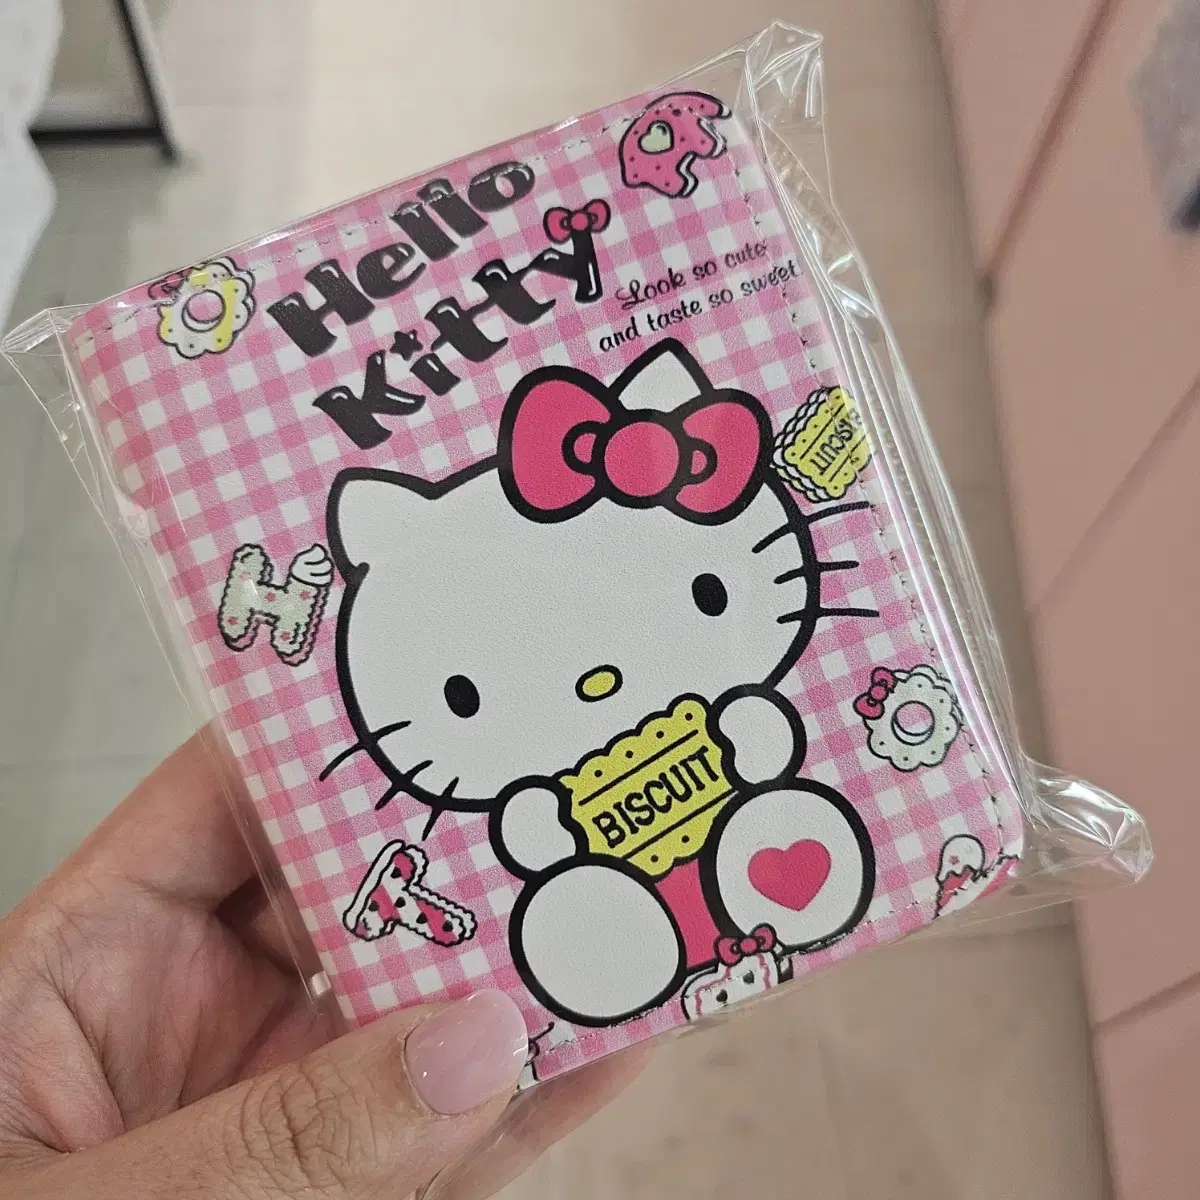 Hello
Kitty
Look so cute
and taste so sweet
BISCUIT
H
BISCUIT